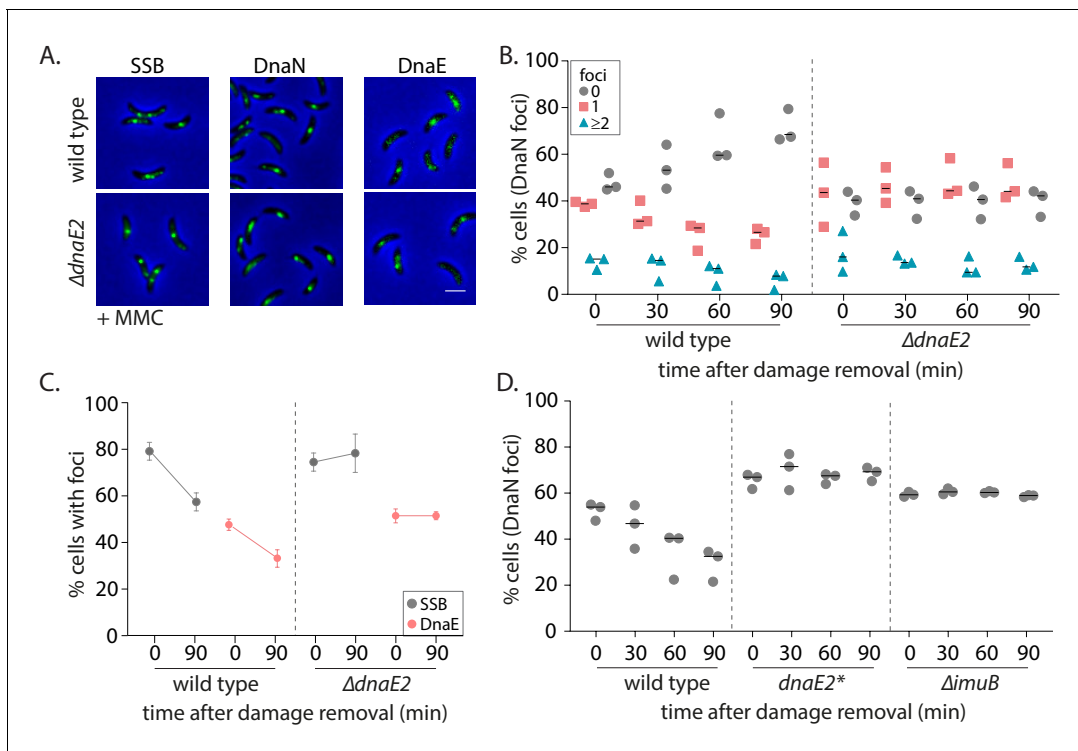 A.
SSB
DnaN
DnaE
wild type
ΔdnaE2
+ MMC
B.
% cells (DnaN foci)
100
80
60
40
20
0
foci
0
1
≥2
0 30 60 90 0 30 60 90
wild type ΔdnaE2
time after damage removal (min)
C.
% cells with foci
100
80
60
40
20
0
SSB
DnaE
0 90 0 90 0 90 0 90
wild type ΔdnaE2
time after damage removal (min)
D.
% cells (DnaN foci)
100
80
60
40
20
0
0 30 60 90 0 30 60 90 0 30 60 90
wild type dnaE2* ΔimuB
time after damage removal (min)